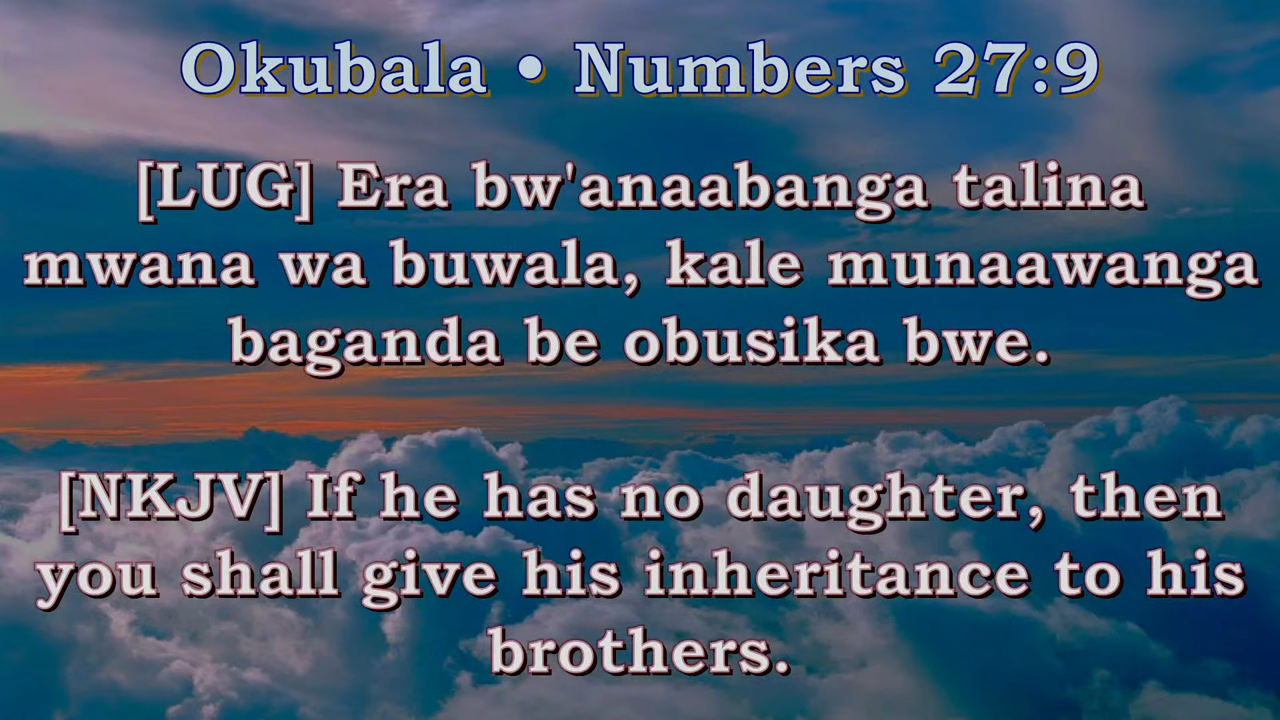 Okubala • Numbers 27:9
[LUG] Era bw'anaabanga talina
mwana wa buwala, kale munaawanga
baganda be obusika bwe.
[NKJV] If he has no daughter, then
you shall give his inheritance to his
brothers.